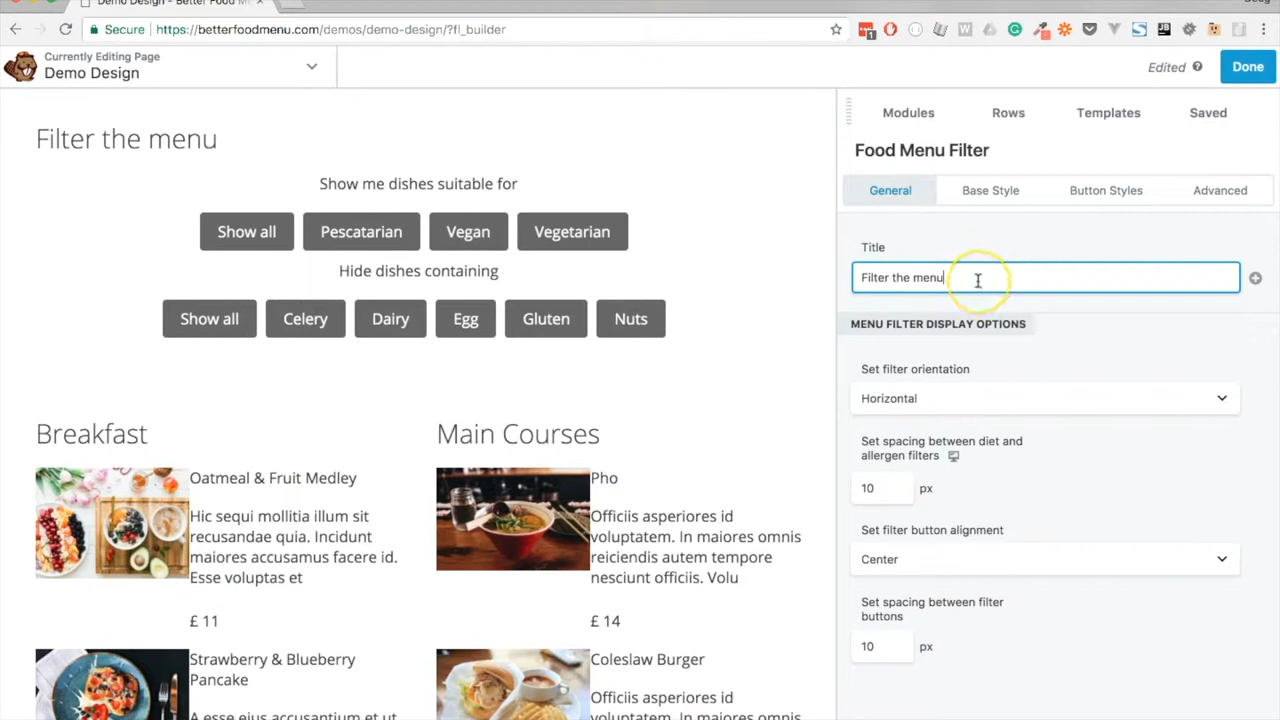 Demo Design - Better Food M
Secure
https://betterfoodmenu.com/demos/demo-design/?fl_builder
Currently Editing Page
Demo Design
Edited
Done
Filter the menu
Show me dishes suitable for
Show all
Pescatarian
Vegan
Vegetarian
Hide dishes containing
Show all
Celery
Dairy
Egg
Gluten
Nuts
Breakfast
Oatmeal & Fruit Medley
Hic sequi mollitia illum sit
recusandae quia. Incidunt
maiores accusamus facere id.
Esse voluptas et
£ 11
Strawberry & Blueberry
Pancake
A esse eius accusantium et ut
Main Courses
Pho
Officiis asperiores id
voluptatem. In maiores omnis
reiciendis autem tempore
nesciunt officiis. Volu
£ 14
Coleslaw Burger
Officiis asperiores id
voluptatem. In maiores omnis
Modules
Rows
Templates
Saved
Food Menu Filter
General
Base Style
Button Styles
Advanced
Title
Filter the menu
MENU FILTER DISPLAY OPTIONS
Set filter orientation
Horizontal
Set spacing between diet and
allergen filters
10 px
Set filter button alignment
Center
Set spacing between filter
buttons
10 px